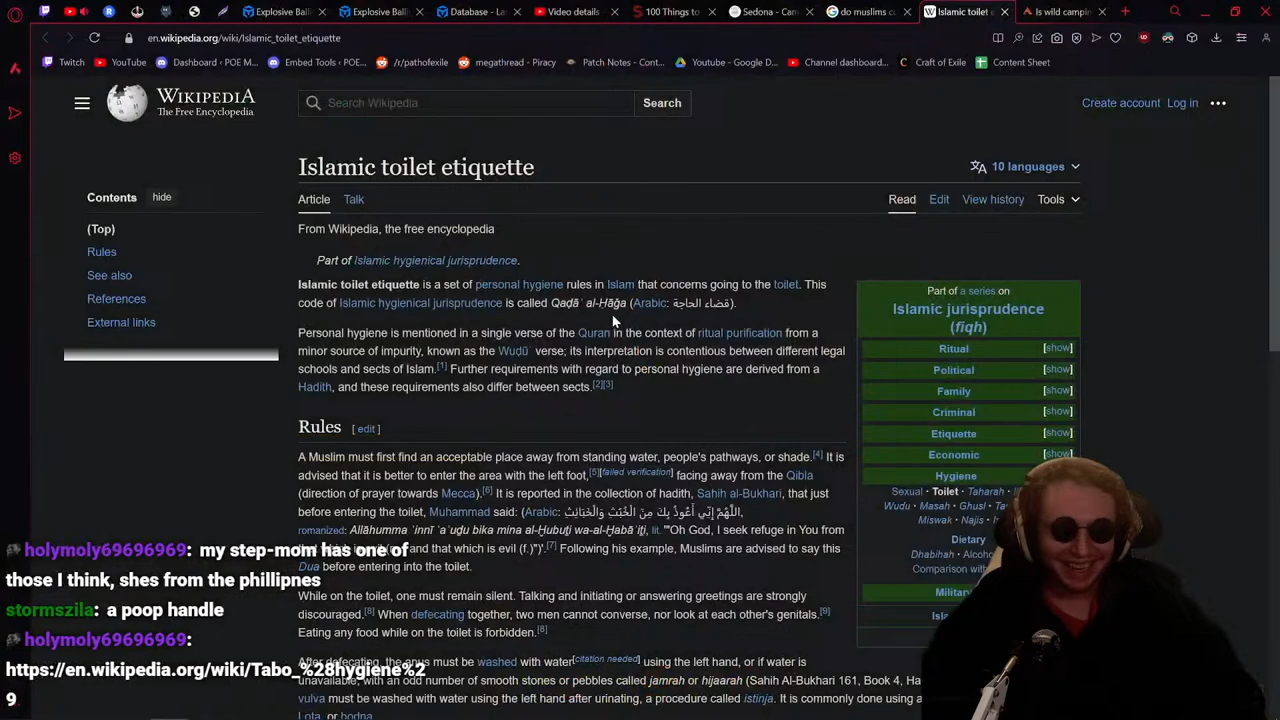 Explosive Balli
Explosive Balli
Database - La
Video details
100 Things to
Sedona - Cam
do muslims c
Islamic toilet e
Is wild campin
en.wikipedia.org/wiki/Islamic_toilet_etiquette
Twitch
YouTube
Dashboard ‹ POE M...
Embed Tools ‹ POE...
/r/pathofexile
megathread - Piracy
Patch Notes - Cont...
Youtube - Google D...
Channel dashboard...
Craft of Exile
Content Sheet
WIKIPEDIA
The Free Encyclopedia
Search Wikipedia
Search
Create account
Log in
Islamic toilet etiquette
10 languages
Contents
hide
Article
Talk
Read
Edit
View history
Tools
(Top)
Rules
See also
References
External links
From Wikipedia, the free encyclopedia
Part of Islamic hygienical jurisprudence.
Islamic toilet etiquette is a set of personal hygiene rules in Islam that concerns going to the toilet. This
code of Islamic hygienical jurisprudence is called Qaḍāʾ al-Ḥāǧa (Arabic: قضاء الحاجة).
Personal hygiene is mentioned in a single verse of the Quran in the context of ritual purification from a
minor source of impurity, known as the Wuḍūʾ verse; its interpretation is contentious between different legal
schools and sects of Islam.[1] Further requirements with regard to personal hygiene are derived from a
Hadith, and these requirements also differ between sects.[2][3]
Part of a series on
Islamic jurisprudence
(fiqh)
Ritual [show]
Political [show]
Family [show]
Criminal [show]
Etiquette [show]
Economic [show]
Hygiene
Sexual · Toilet · Taharah ·
Wudu · Masah · Ghusl · Ta
Miswak · Najis ·
Dietary
Dhabihah · Alcoho
Comparison with
Military
Isla
Rules [ edit ]
A Muslim must first find an acceptable place away from standing water, people's pathways, or shade.[4] It is
advised that it is better to enter the area with the left foot,[5][failed verification] facing away from the Qibla
(direction of prayer towards Mecca).[6] It is reported in the collection of hadith, Sahih al-Bukhari, that just
before entering the toilet, Muhammad said: (Arabic: اللَّهُمَّ إِنِّي أَعُوذُ بِكَ مِنَ الْخُبُثِ وَالْخَبَائِثِ,
romanized: Allāhumma ʾinnī ʾaʿuḏu bika mina al-Ḫubuṯi wa-al-Ḫabāʾiṯi, lit. '"Oh God, I seek refuge in You from
and that which is evil (f.)")'.[7] Following his example, Muslims are advised to say this
Dua before entering into the toilet.
While on the toilet, one must remain silent. Talking and initiating or answering greetings are strongly
discouraged.[8] When defecating together, two men cannot converse, nor look at each other's genitals.[9]
Eating any food while on the toilet is forbidden.[8]
After defecating, the anus must be washed with water[citation needed] using the left hand, or if water is
unavailable, with an odd number of smooth stones or pebbles called jamrah or hijaarah (Sahih Al-Bukhari 161, Book 4, Ha
vulva must be washed with water using the left hand after urinating, a procedure called istinja. It is commonly done using a
Lota, or bodna.
holymoly69696969: my step-mom has one of
those I think, shes from the phillipnes
stormszila: a poop handle
holymoly69696969:
https://en.wikipedia.org/wiki/Tabo_%28hygiene%2
9